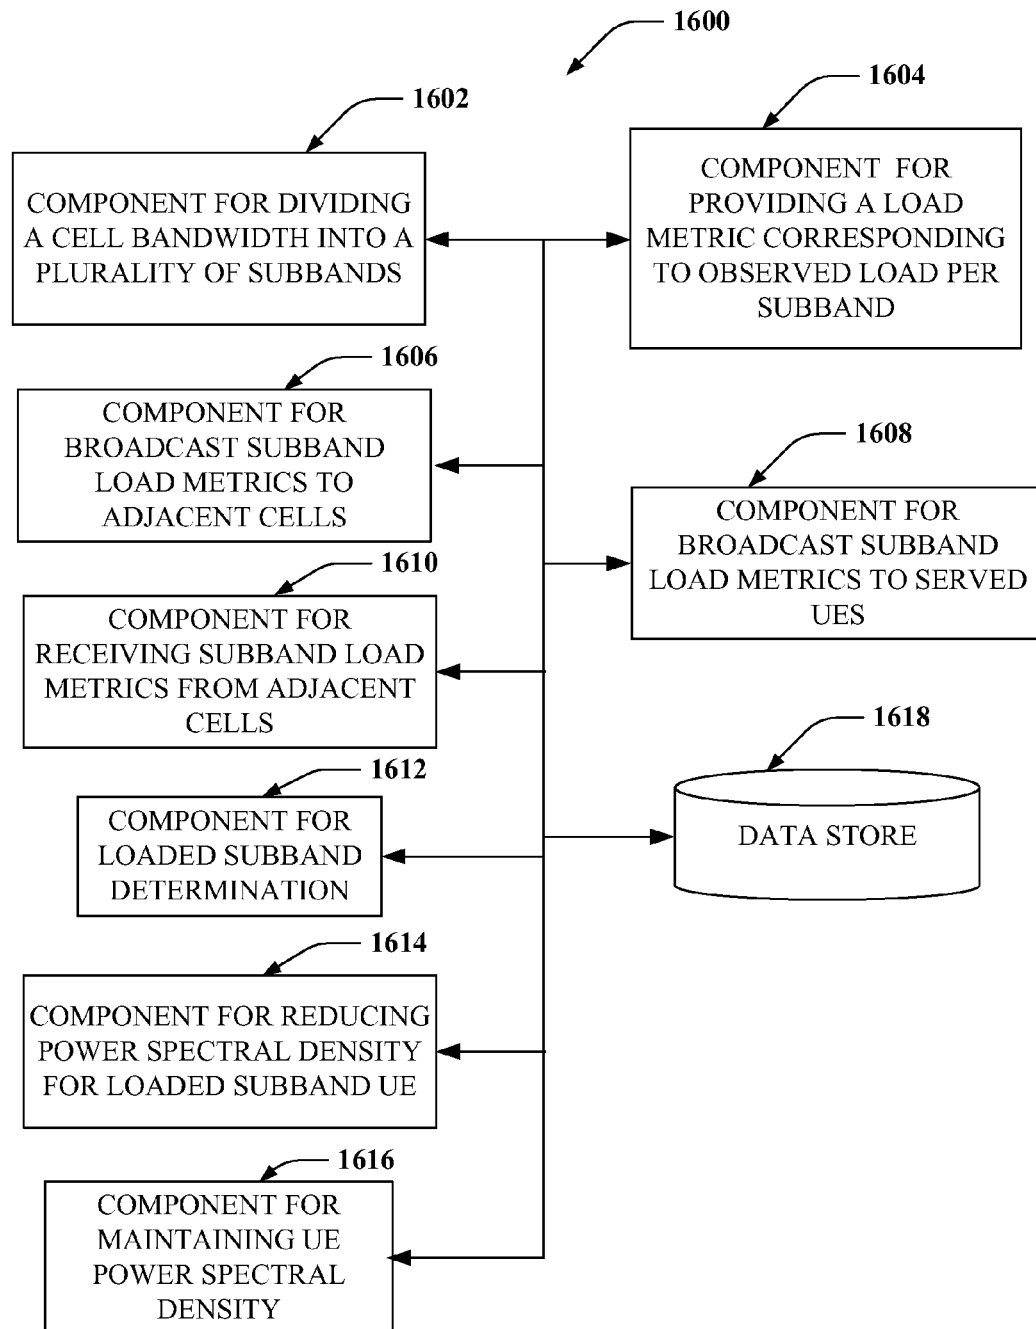 1600
1602
COMPONENT FOR DIVIDING
A CELL BANDWIDTH INTO A
PLURALITY OF SUBBANDS
1604
COMPONENT FOR
PROVIDING A LOAD
METRIC CORRESPONDING
TO OBSERVED LOAD PER
SUBBAND
1606
COMPONENT FOR
BROADCAST SUBBAND
LOAD METRICS TO
ADJACENT CELLS
1608
COMPONENT FOR
BROADCAST SUBBAND
LOAD METRICS TO SERVED
UES
1610
COMPONENT FOR
RECEIVING SUBBAND LOAD
METRICS FROM ADJACENT
CELLS
1618
DATA STORE
1612
COMPONENT FOR
LOADED SUBBAND
DETERMINATION
1614
COMPONENT FOR REDUCING
POWER SPECTRAL DENSITY
FOR LOADED SUBBAND UE
1616
COMPONENT FOR
MAINTAINING UE
POWER SPECTRAL
DENSITY